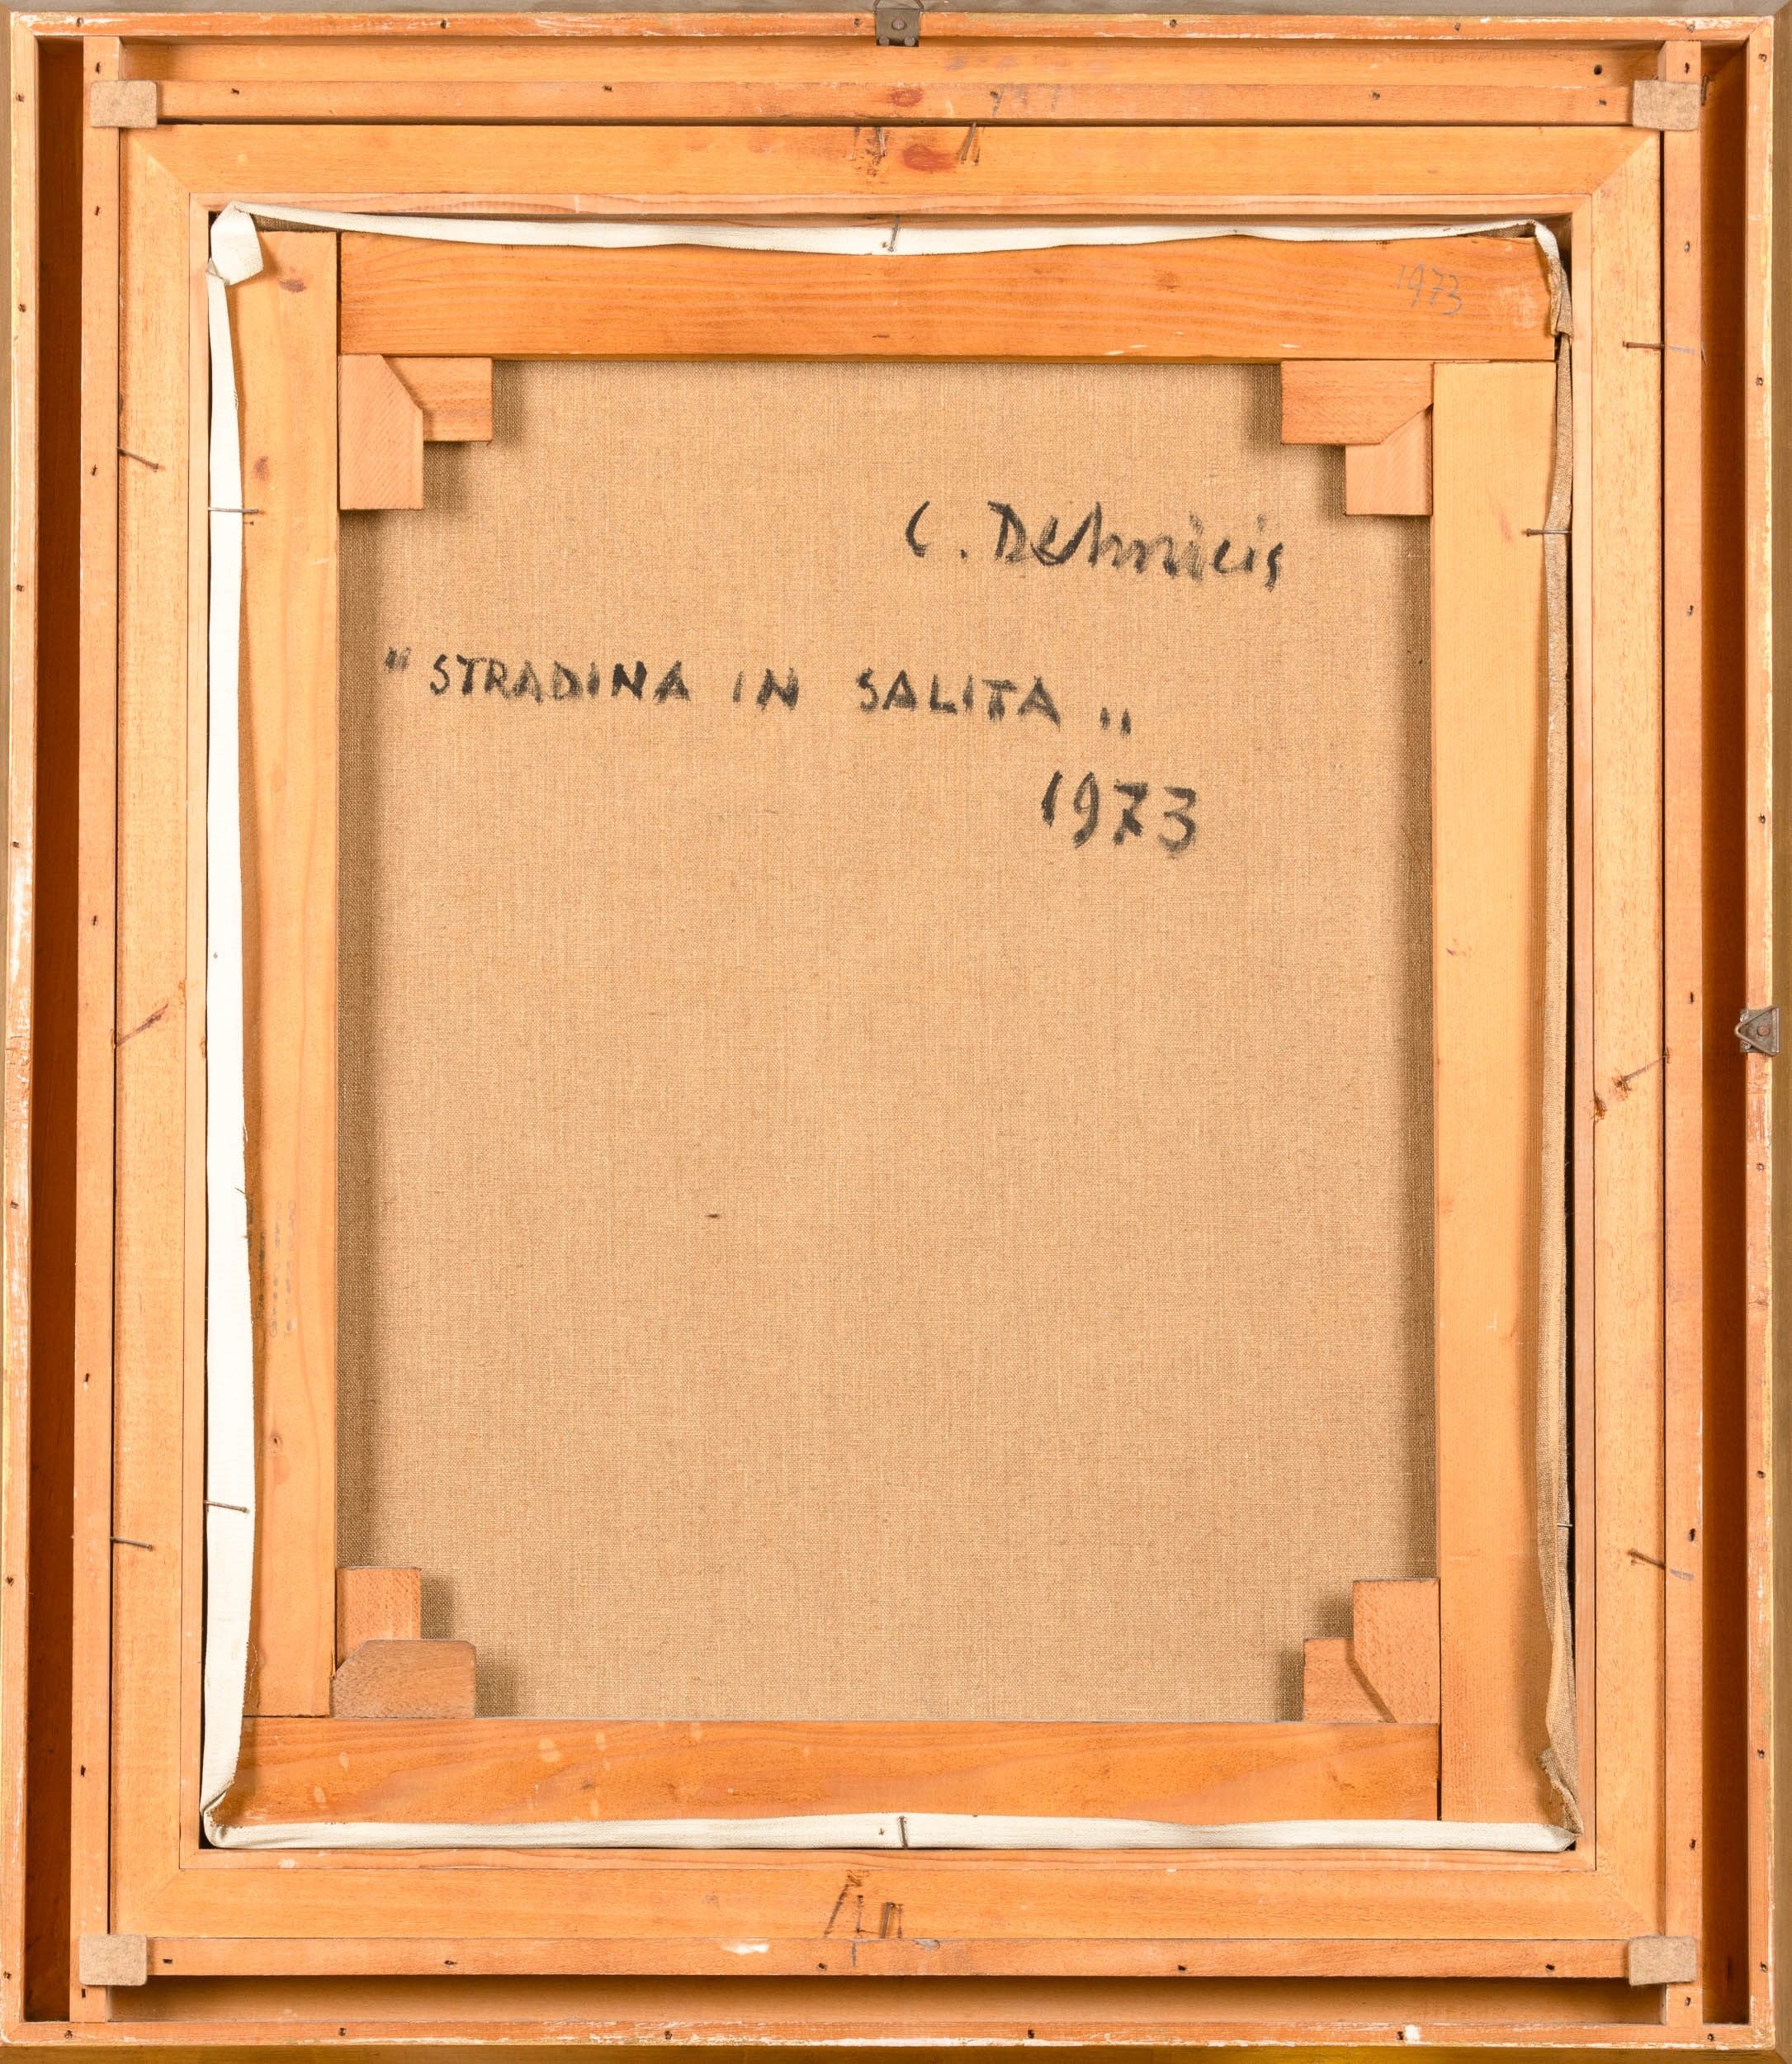 1973
C. DeAmicis
"STRADINA IN SALITA "
1973